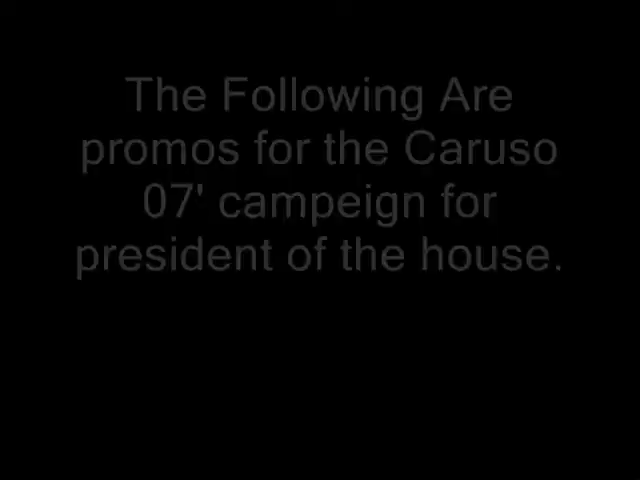 The Following Are
promos for the Caruso
07' campeign for
president of the house.